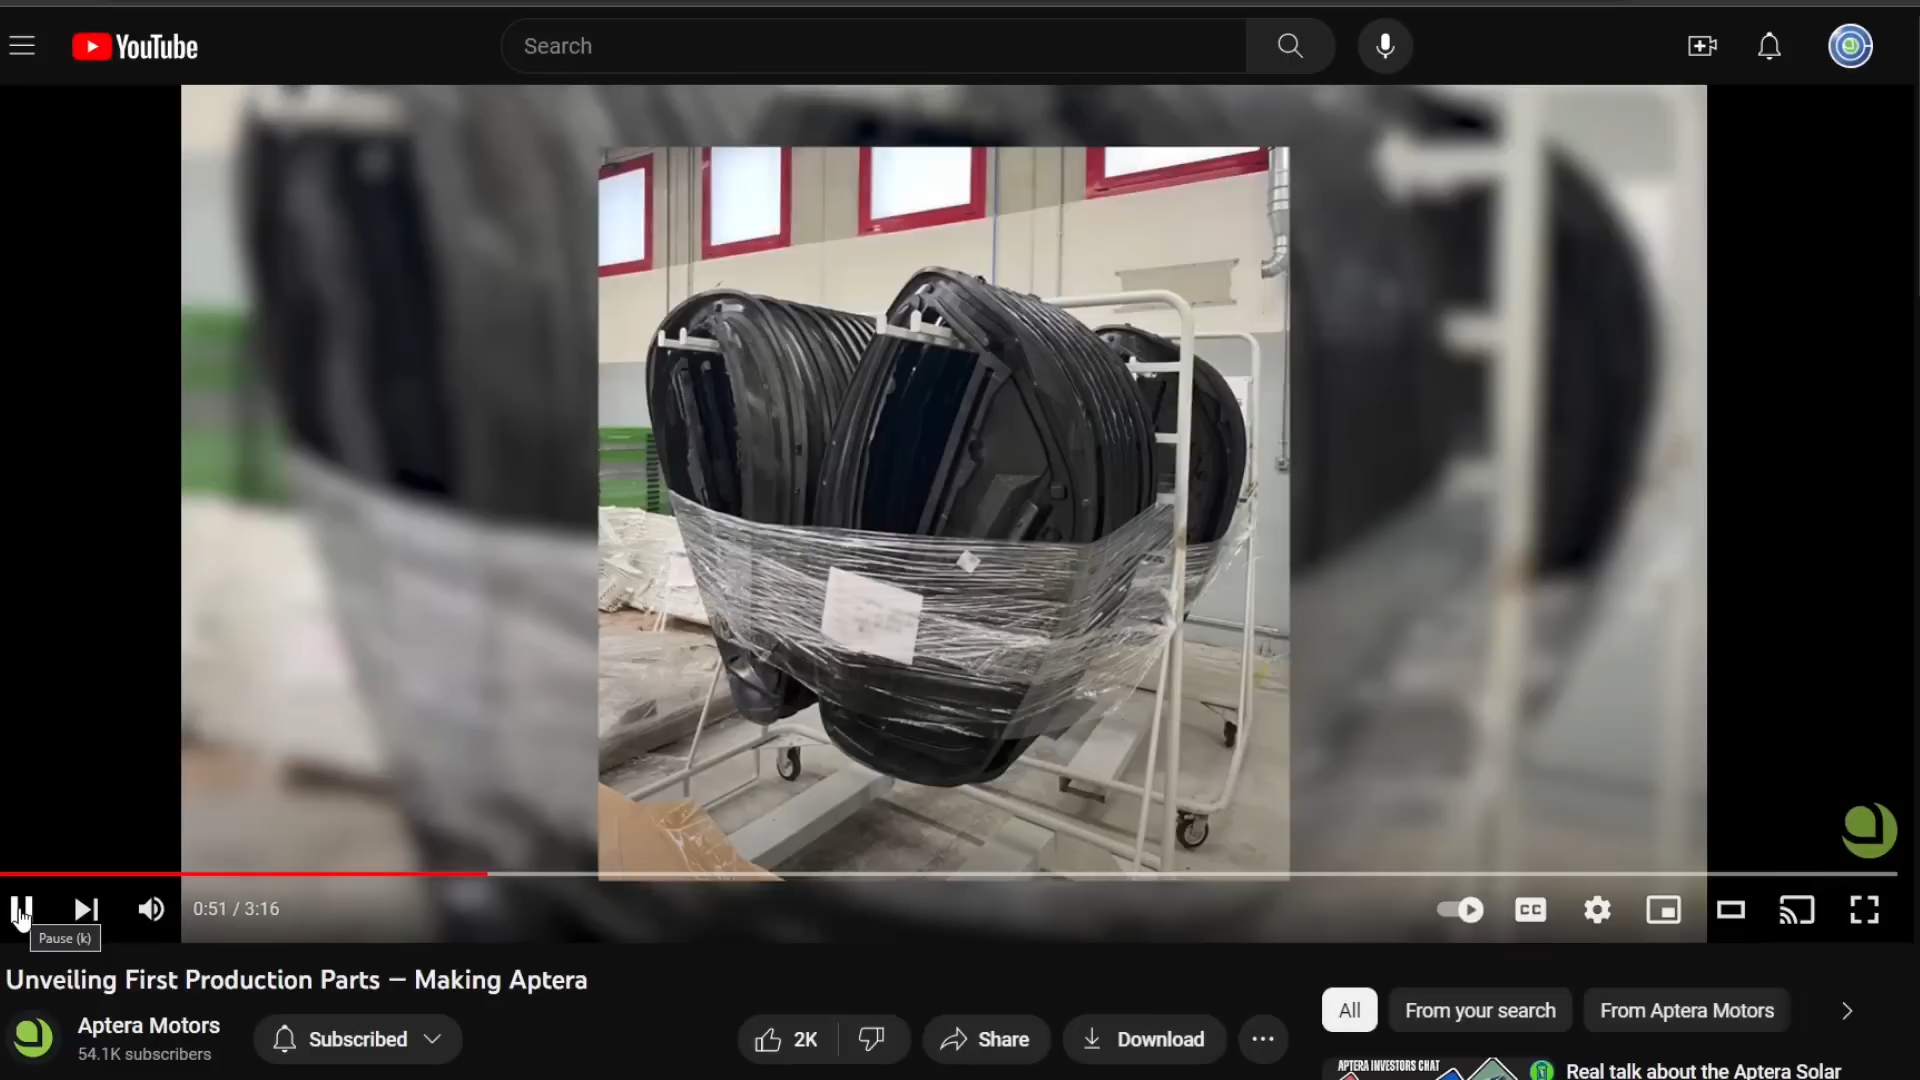 YouTube
Search
0:51 / 3:16
CC
Pause (k)
Unveiling First Production Parts — Making Aptera
Aptera Motors
54.1K subscribers
Subscribed
2K
Share
Download
All
From your search
From Aptera Motors
APTERA INVESTORS CHAT
Real talk about the Aptera Solar